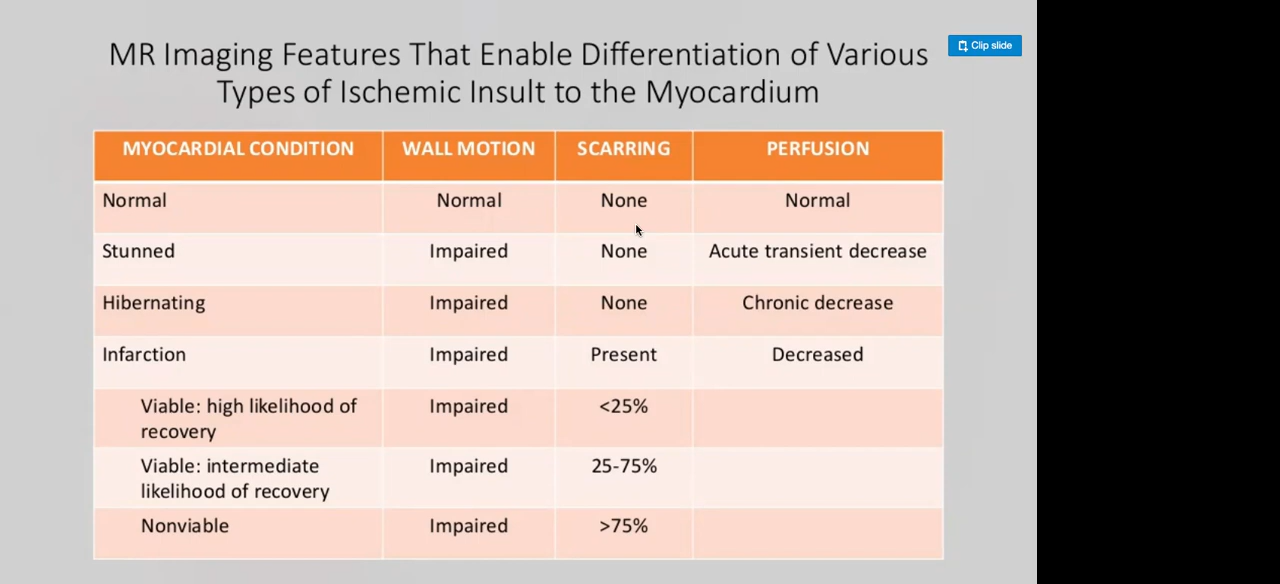 MR Imaging Features That Enable Differentiation of Various
Types of Ischemic Insult to the Myocardium
Clip slide
MYOCARDIAL CONDITION WALL MOTION SCARRING PERFUSION
Normal Normal None Normal
Stunned Impaired None Acute transient decrease
Hibernating Impaired None Chronic decrease
Infarction Impaired Present Decreased
Viable: high likelihood of Impaired <25%
recovery
Viable: intermediate Impaired 25-75%
likelihood of recovery
Nonviable Impaired >75%